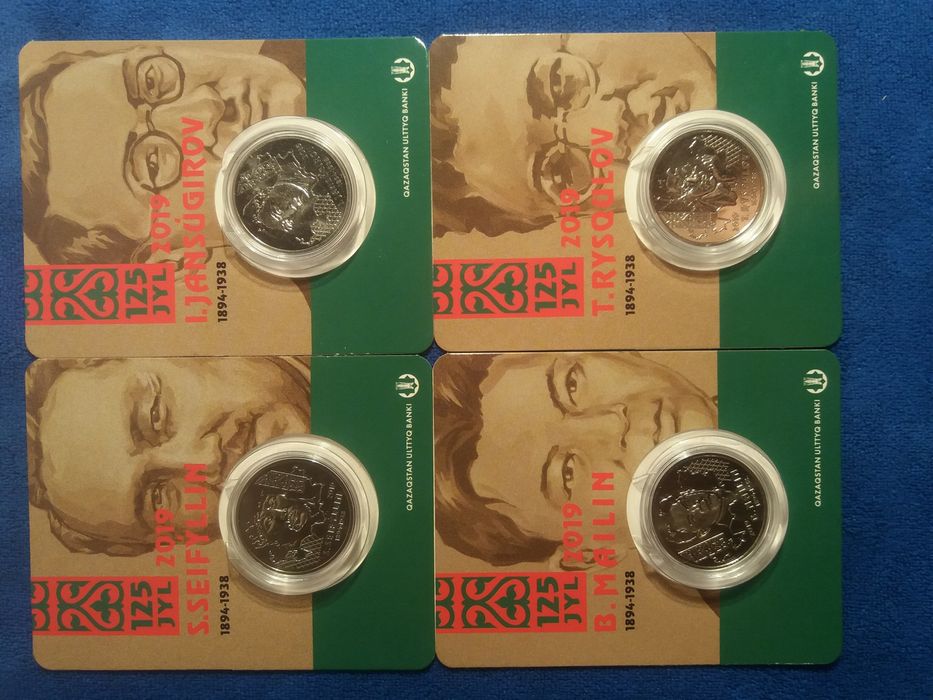 125
JYL
2019
I.JANSÚGIROV
1894-1938
QAZAQSTAN ULTTYQ BANKI
125
JYL
2019
T.RYSQULOV
1894-1938
QAZAQSTAN ULTTYQ BANKI
125
JYL
2019
S.SEIFÝLLIN
1894-1938
QAZAQSTAN ULTTYQ BANKI
125
JYL
2019
B.MAILIN
1894-1938
QAZAQSTAN ULTTYQ BANKI